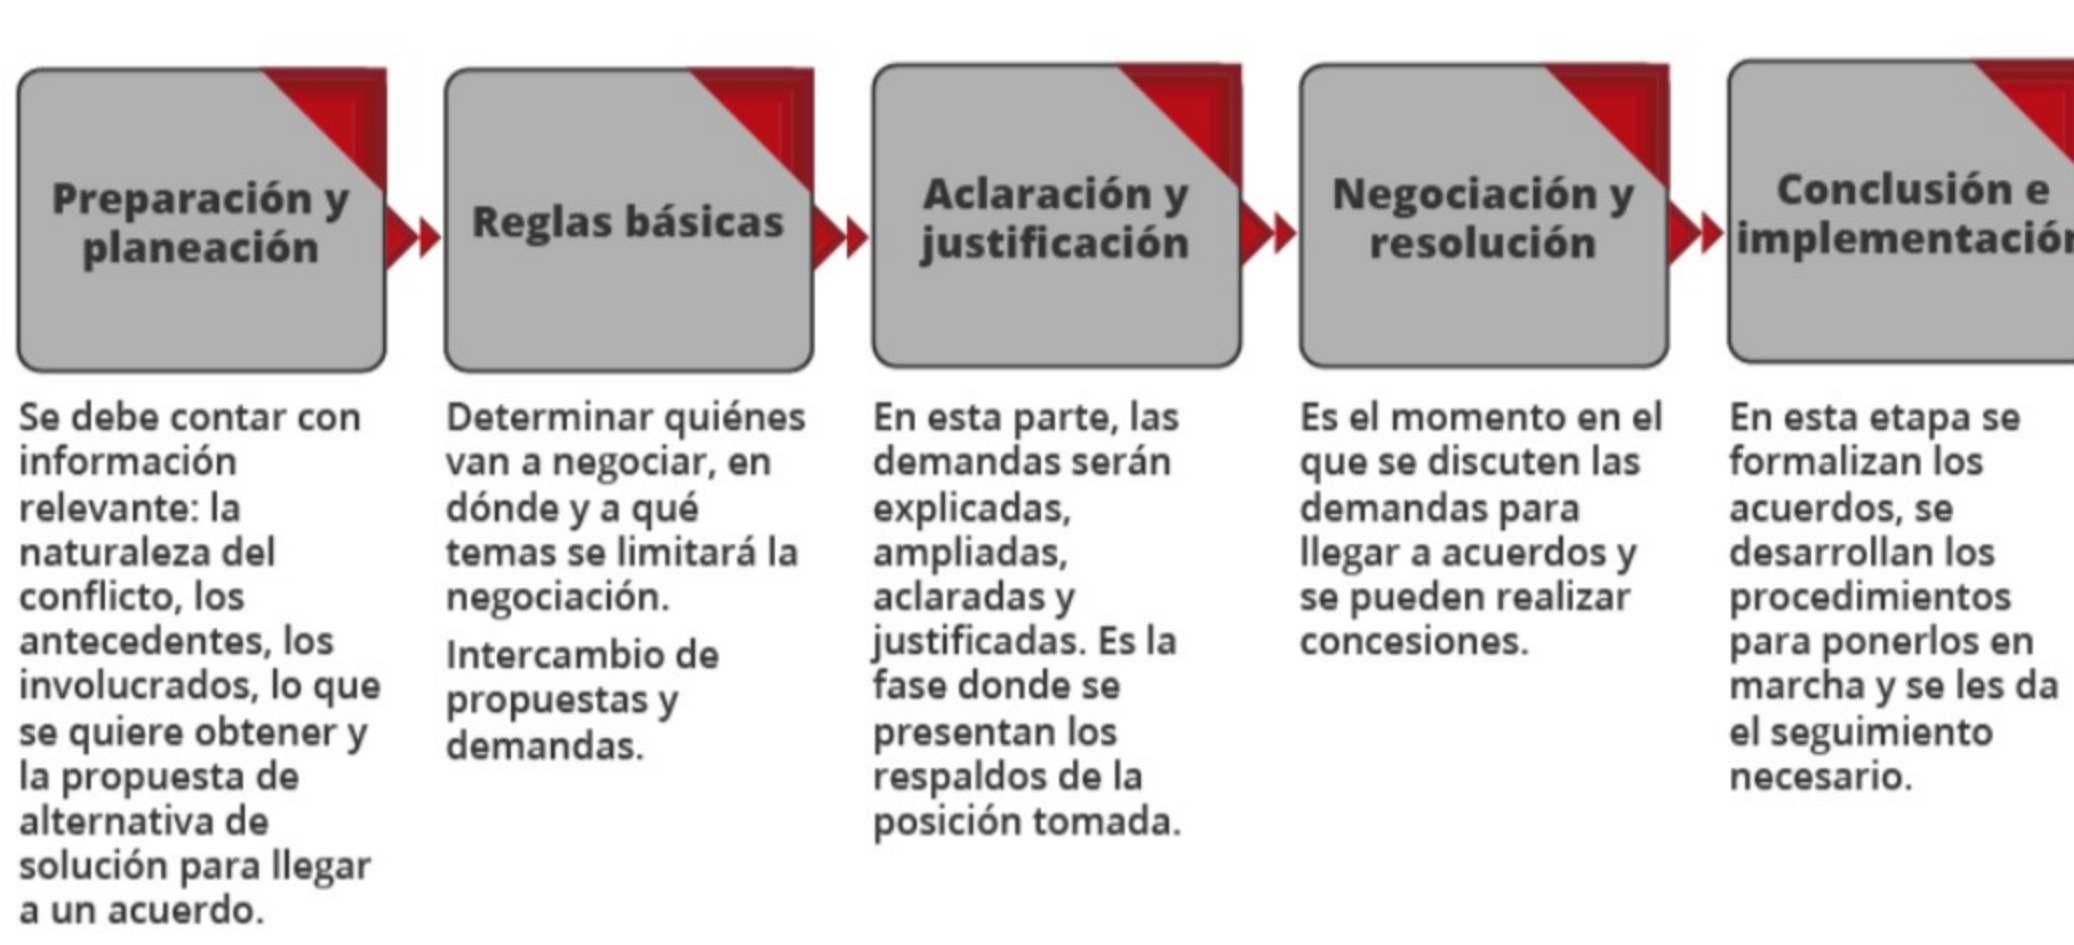 Preparación y
planeación
Se debe contar con
información
relevante: la
naturaleza del
conflicto, los
antecedentes, los
involucrados, lo que
se quiere obtener y
la propuesta de
alternativa de
solución para llegar
a un acuerdo.
Reglas básicas
Determinar quiénes
van a negociar, en
dónde y a qué
temas se limitará la
negociación.
Intercambio de
propuestas y
demandas.
Aclaración y
justificación
En esta parte, las
demandas serán
explicadas,
ampliadas,
aclaradas y
justificadas. Es la
fase donde se
presentan los
respaldos de la
posición tomada.
Negociación y
resolución
Es el momento en el
que se discuten las
demandas para
llegar a acuerdos y
se pueden realizar
concesiones.
Conclusión e
implementación
En esta etapa se
formalizan los
acuerdos, se
desarrollan los
procedimientos
para ponerlos en
marcha y se les da
el seguimiento
necesario.